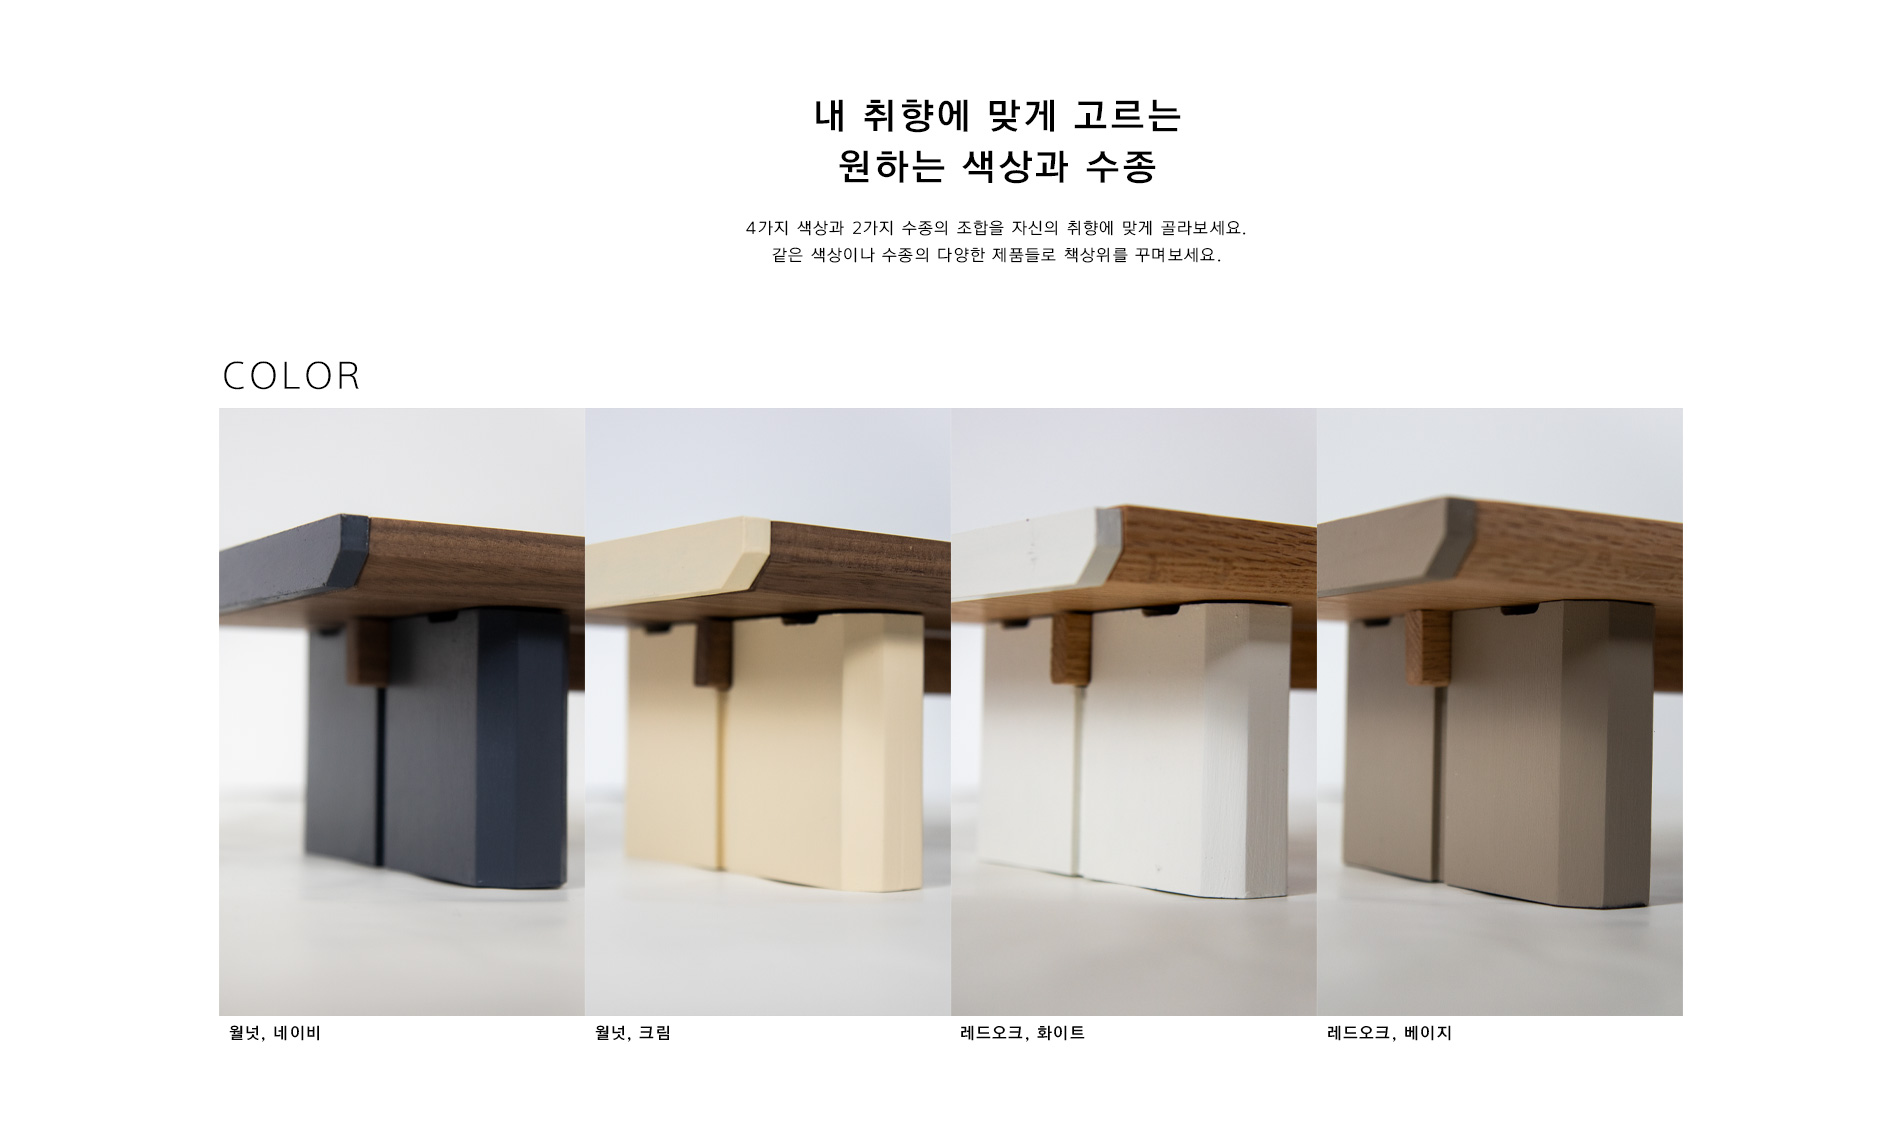 내 취향에 맞게 고르는
원하는 색상과 수종
4가지 색상과 2가지 수종의 조합을 자신의 취향에 맞게 골라보세요.
같은 색상이나 수종의 다양한 제품들로 책상위를 꾸며보세요.
COLOR
월넛, 네이비
월넛, 크림
레드오크, 화이트
레드오크, 베이지